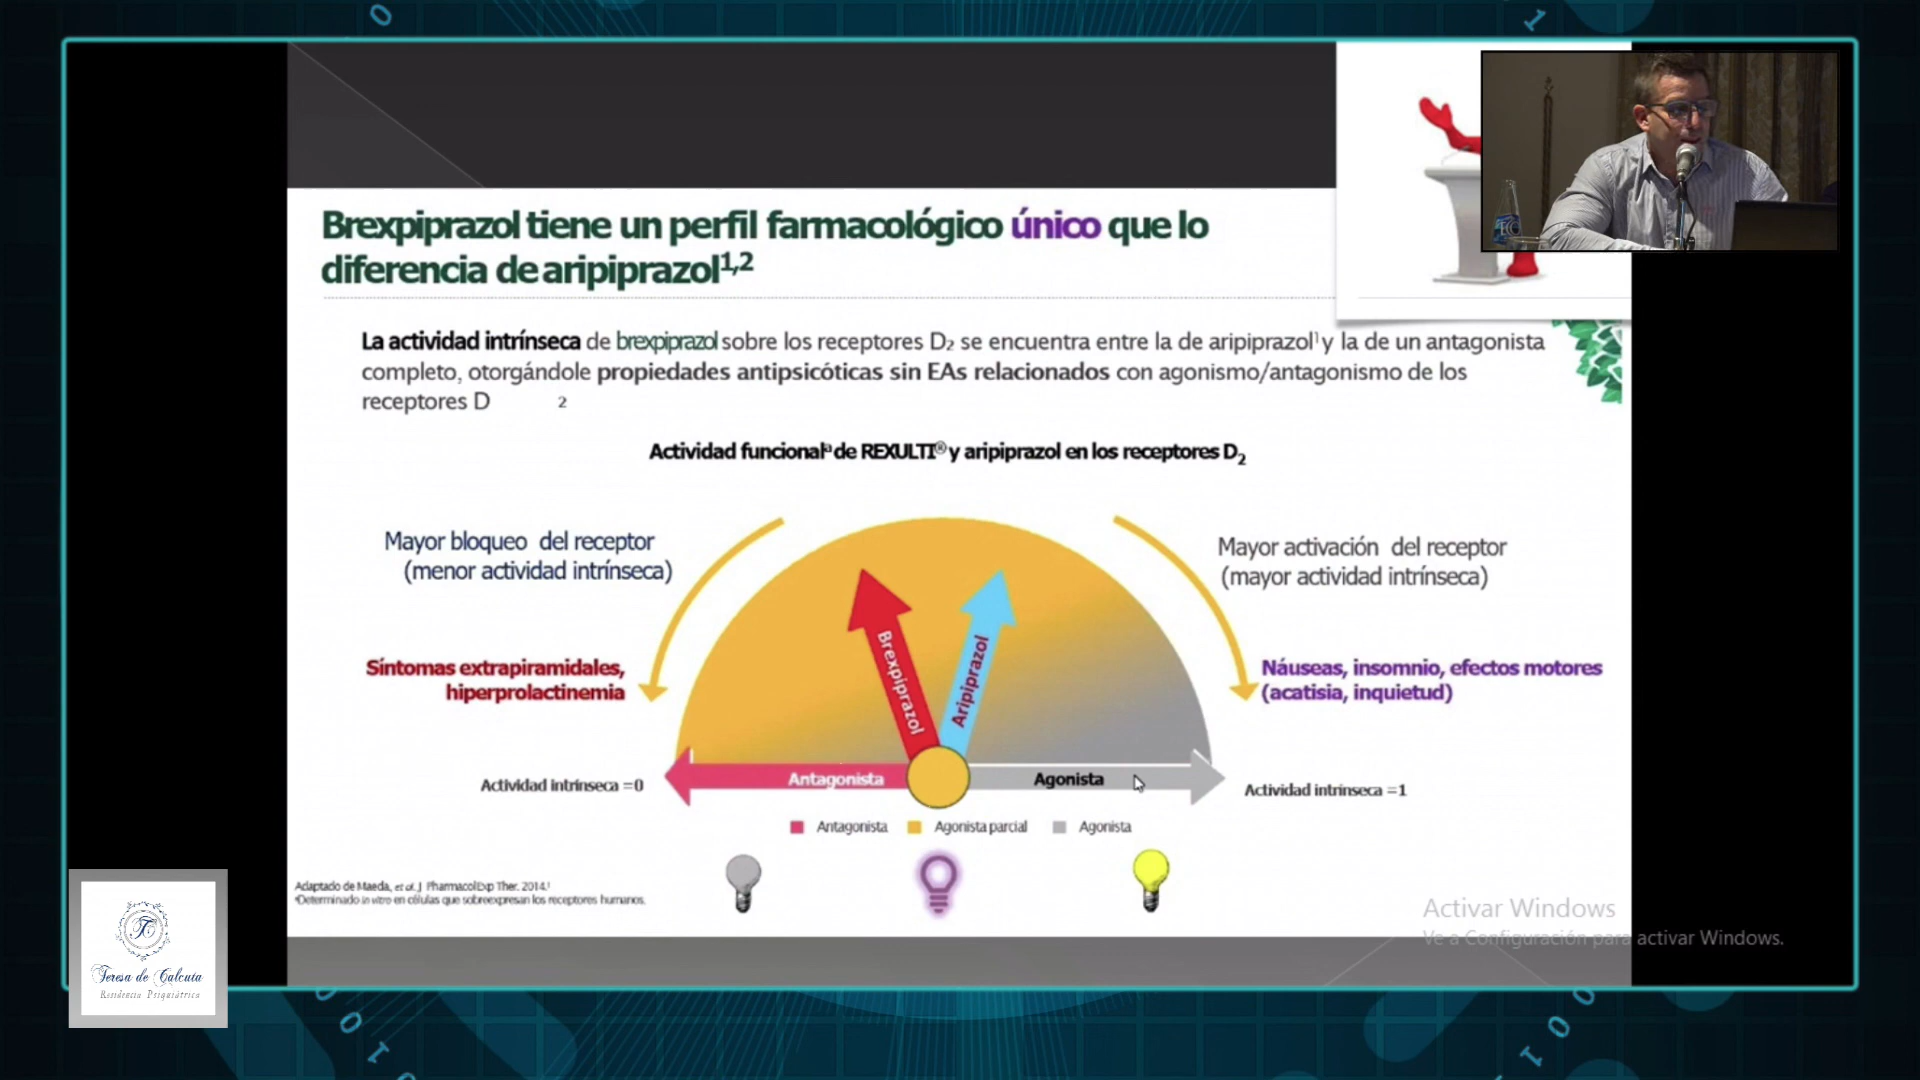 Brexpiprazol tiene un perfil farmacológico único que lo
diferencia de aripiprazol1,2
La actividad intrínseca de brexpiprazol sobre los receptores D2 se encuentra entre la de aripiprazol1 y la de un antagonista
completo, otorgándole propiedades antipsicóticas sin EAs relacionados con agonismo/antagonismo de los
receptores D 2
Actividad funcionalª de REXULTI® y aripiprazol en los receptores D2
Mayor bloqueo del receptor
(menor actividad intrínseca)
Mayor activación del receptor
(mayor actividad intrínseca)
Síntomas extrapiramidales,
hiperprolactinemia
Náuseas, insomnio, efectos motores
(acatisia, inquietud)
Brexpiprazol
Aripiprazol
Actividad intrínseca =0
Antagonista
Agonista
Actividad intrínseca =1
Antagonista
Agonista parcial
Agonista
Adaptado de Maeda, et al. J Pharmacol Exp Ther. 2014.1
ªDeterminado in vitro en células que sobreexpresan los receptores humanos.
Activar Windows
Ve a Configuración para activar Windows.
Teresa de Calcuta
Residencia Psiquiátrica